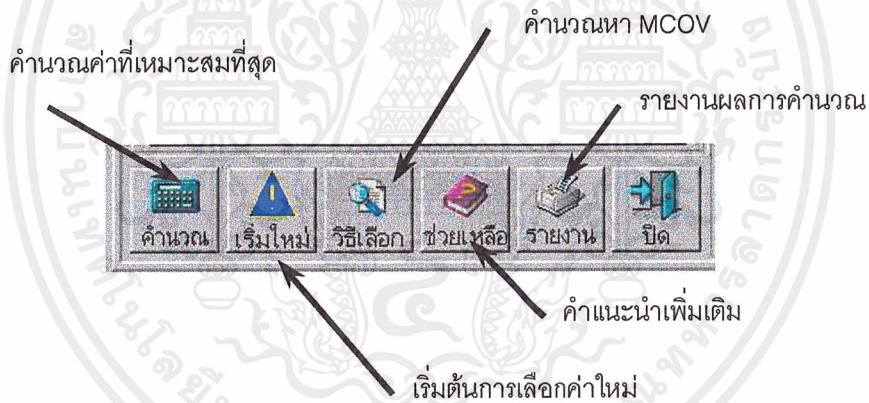 คำนวณหา MCOV
คำนวณค่าที่เหมาะสมที่สุด
รายงานผลการคำนวณ
คำนวณ เริ่มใหม่ วิธีเลือก ช่วยเหลือ รายงาน ปิด
คำแนะนำเพิ่มเติม
เริ่มต้นการเลือกค่าใหม่